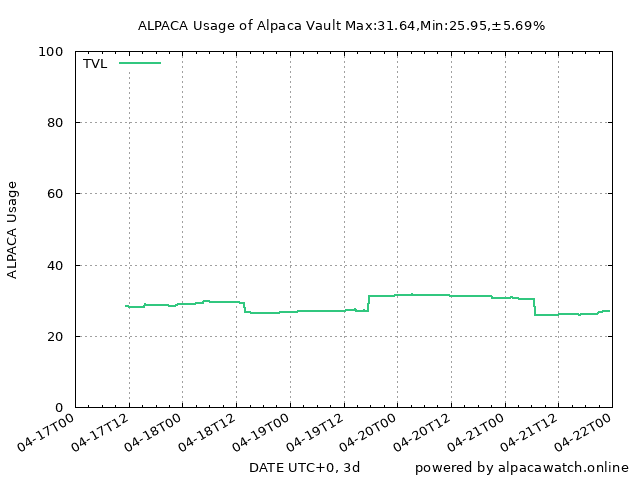 ALPACA Usage of Alpaca Vault Max:31.64,Min:25.95,±5.69%
TVL
100
80
60
40
20
0
ALPACA Usage
04-17T00
04-17T12
04-18T00
04-18T12
04-19T00
04-19T12
04-20T00
04-20T12
04-21T00
04-21T12
04-22T00
DATE UTC+0, 3d
powered by alpacawatch.online